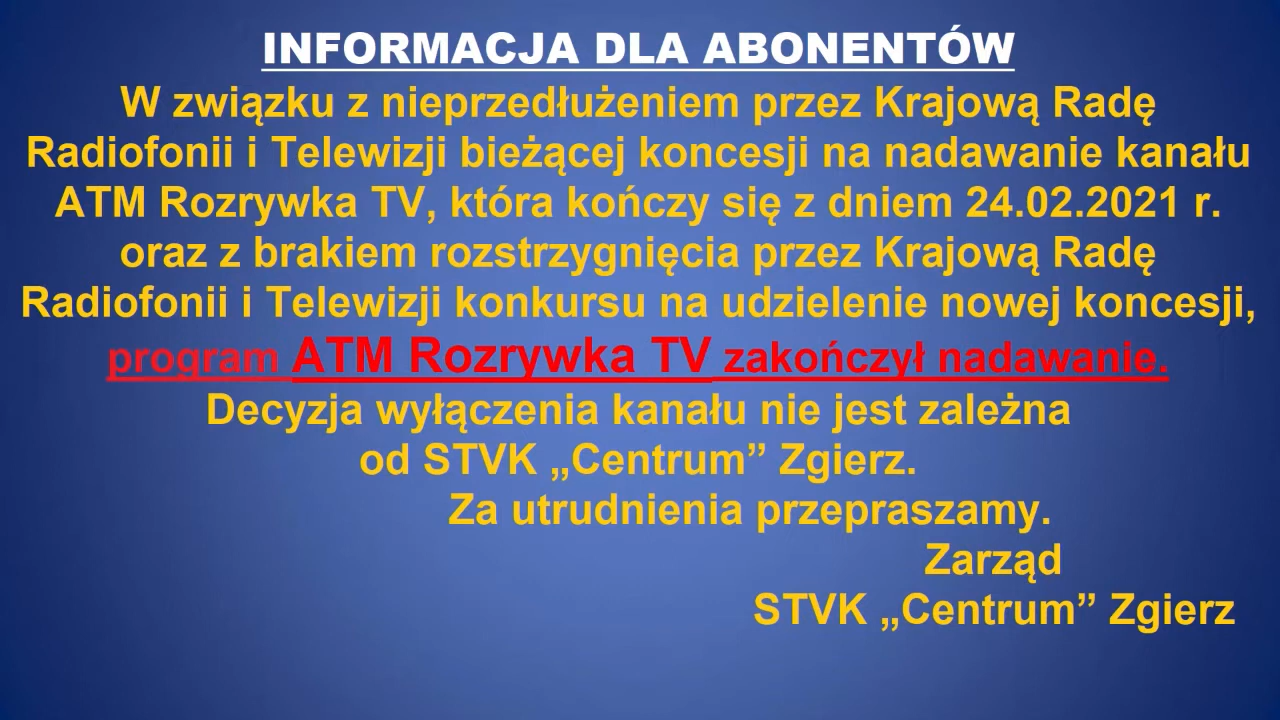 INFORMACJA DLA ABONENTÓW
W związku z nieprzedłużeniem przez Krajową Radę
Radiofonii i Telewizji bieżącej koncesji na nadawanie kanału
ATM Rozrywka TV, która kończy się z dniem 24.02.2021 r.
oraz z brakiem rozstrzygnięcia przez Krajową Radę
Radiofonii i Telewizji konkursu na udzielenie nowej koncesji,
program ATM Rozrywka TV zakończył nadawanie.
Decyzja wyłączenia kanału nie jest zależna
od STVK „Centrum” Zgierz.
Za utrudnienia przepraszamy.
Zarząd
STVK „Centrum” Zgierz